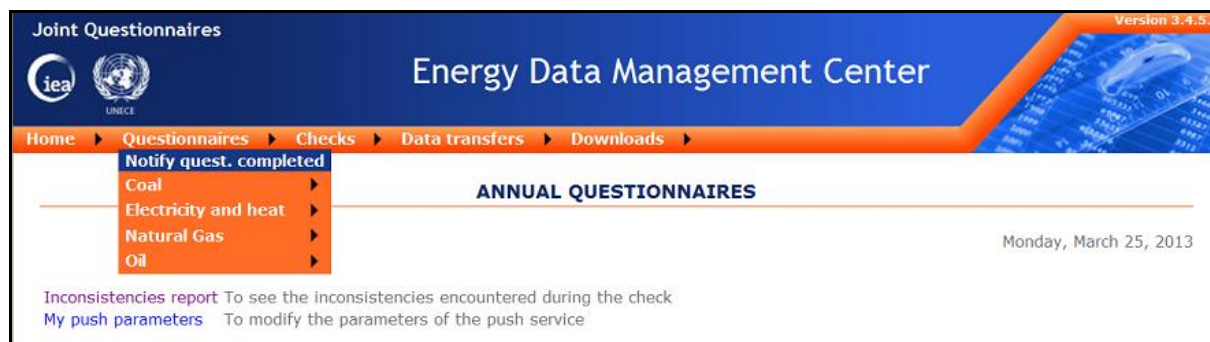 Joint Questionnaires
Version 3.4.5.
iea
UNECE
Energy Data Management Center
Home Questionnaires Checks Data transfers Downloads
Notify quest. completed
Coal
Electricity and heat
Natural Gas
Oil
ANNUAL QUESTIONNAIRES
Monday, March 25, 2013
Inconsistencies report To see the inconsistencies encountered during the check
My push parameters To modify the parameters of the push service